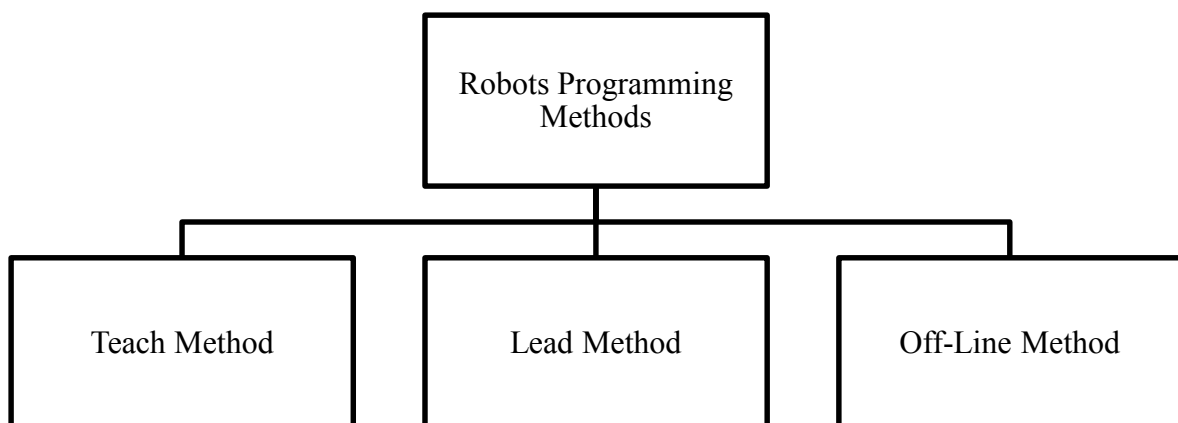 Robots Programming
Methods
Teach Method
Lead Method
Off-Line Method